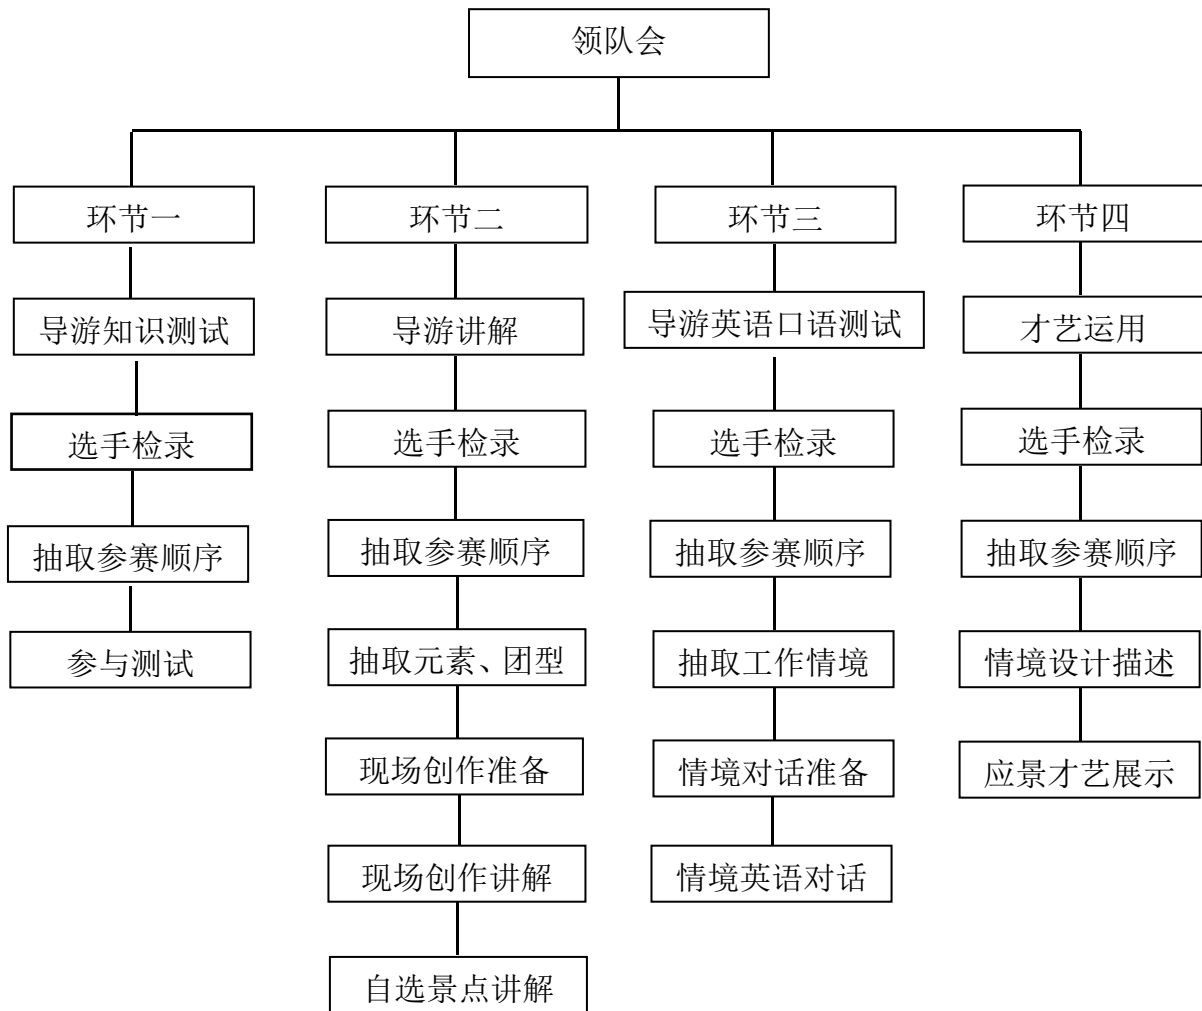 领队会
环节一
环节二
环节三
环节四
导游知识测试
导游讲解
导游英语口语测试
才艺运用
选手检录
选手检录
选手检录
选手检录
抽取参赛顺序
抽取参赛顺序
抽取参赛顺序
抽取参赛顺序
参与测试
抽取元素、团型
抽取工作情境
情境设计描述
现场创作准备
情境对话准备
应景才艺展示
现场创作讲解
情境英语对话
自选景点讲解